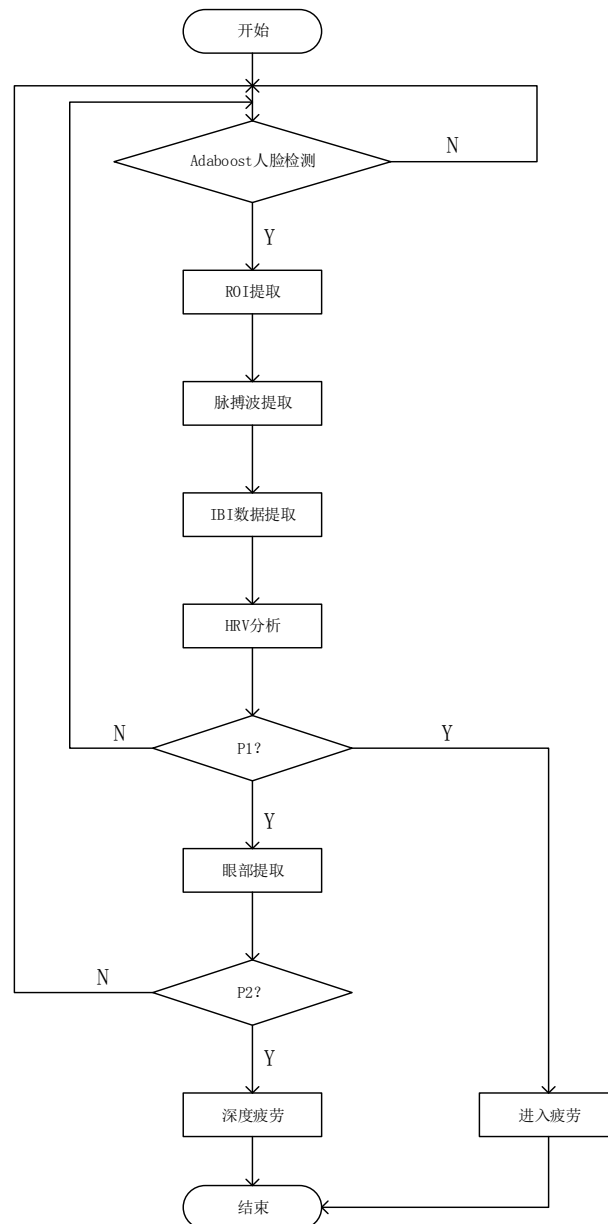 开始
Adaboost人脸检测
N
Y
ROI提取
脉搏波提取
IBI数据提取
HRV分析
N
P1?
Y
Y
眼部提取
N
P2?
Y
深度疲劳
进入疲劳
结束